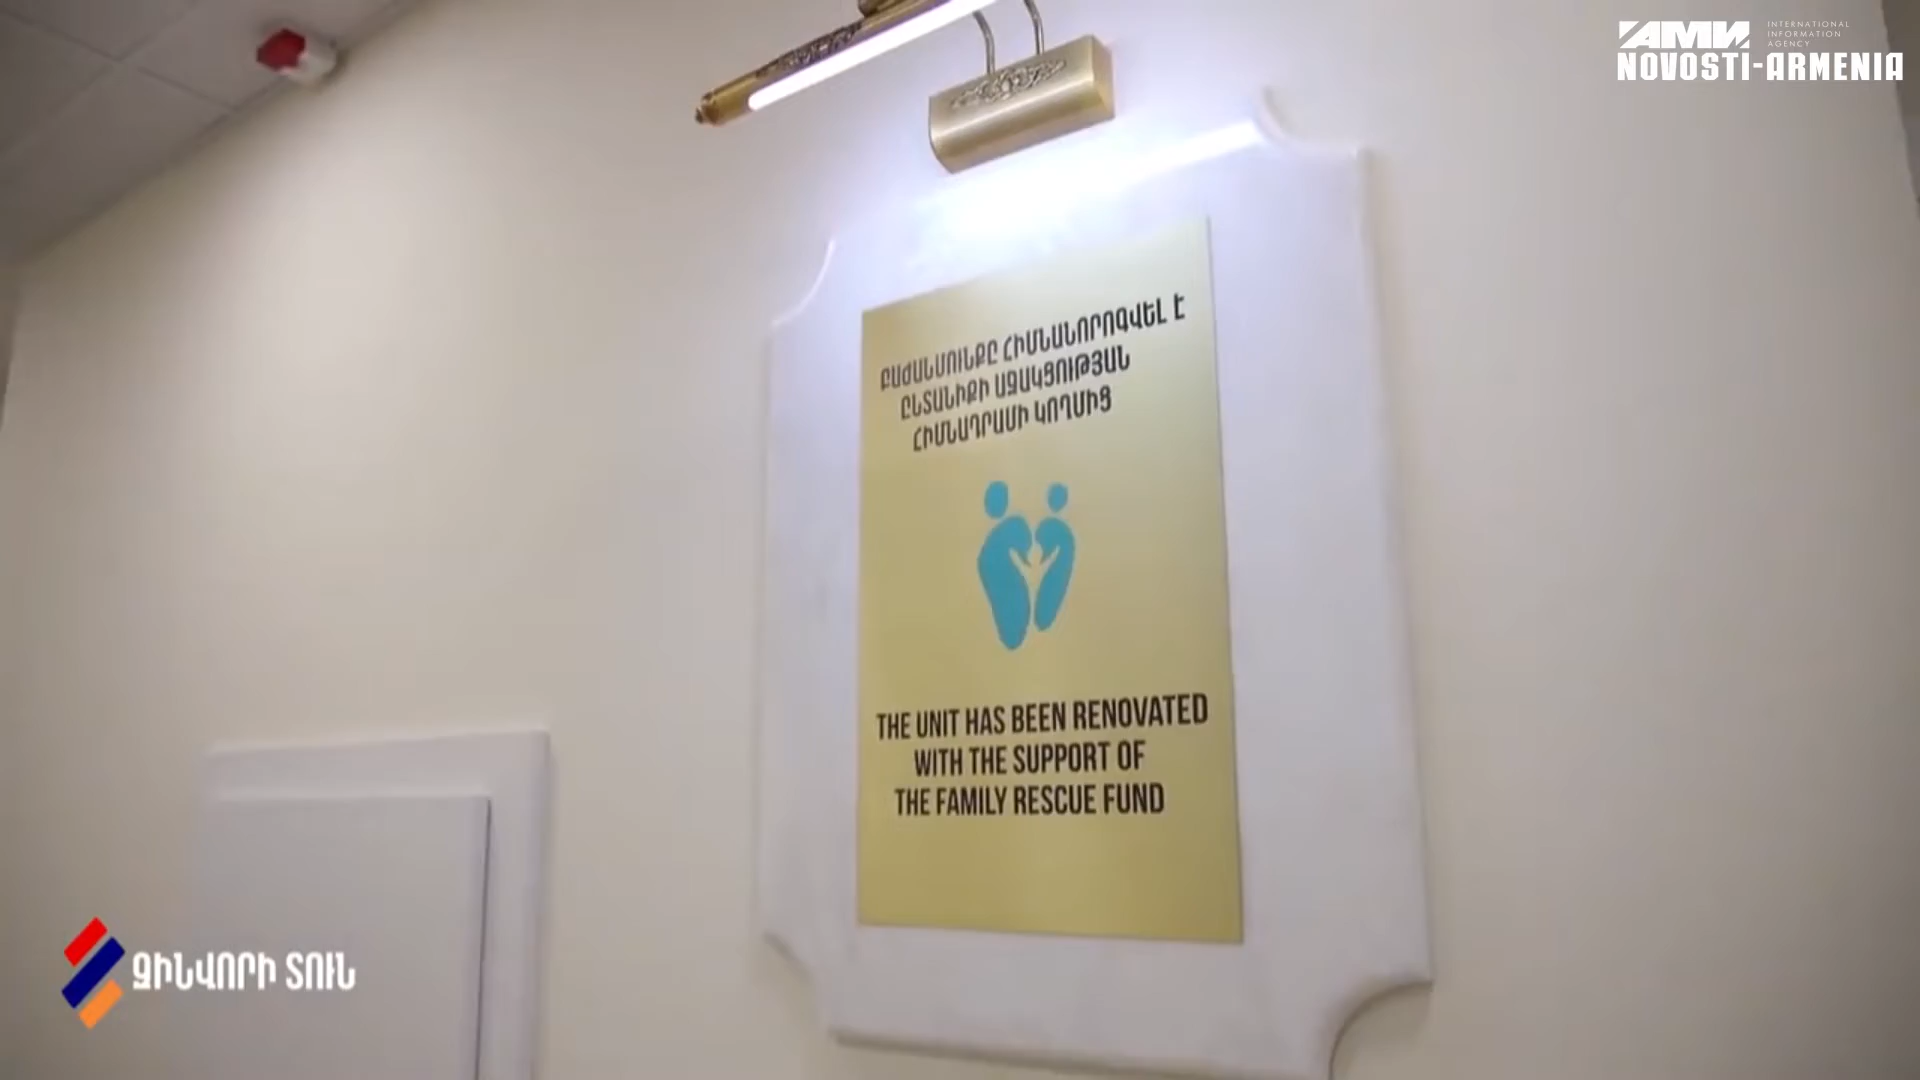 ИАМИ
INTERNATIONAL
INFORMATION
AGENCY
NOVOSTI-ARMENIA
ԲԱԺԱՆՄՈՒՆՔԸ ՀԻՄՆԱՆՈՐՈԳՎԵԼ Է
ԸՆՏԱՆԻՔԻ ԱՋԱԿՑՈՒԹՅԱՆ
ՀԻՄՆԱԴՐԱՄԻ ԿՈՂՄԻՑ
THE UNIT HAS BEEN RENOVATED
WITH THE SUPPORT OF
THE FAMILY RESCUE FUND
ԶԻՆՎՈՐԻ ՏՈՒՆ